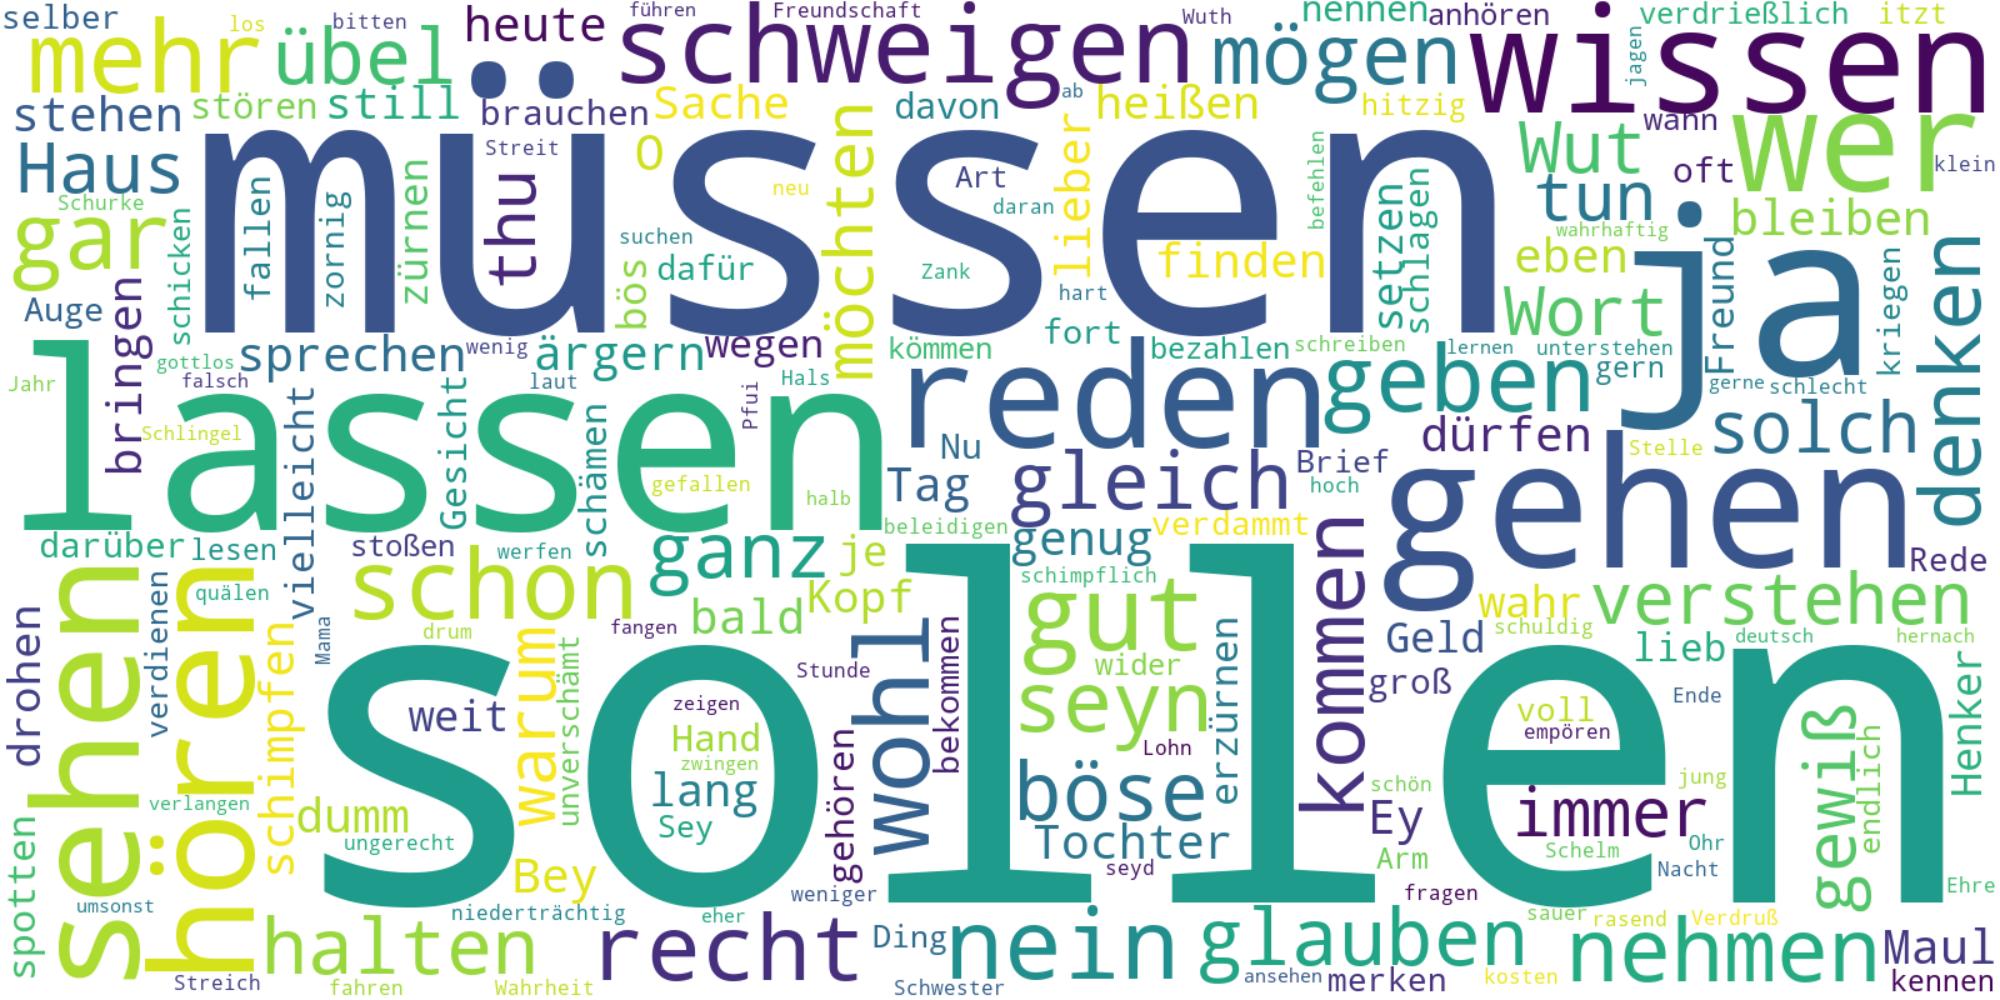 selber
los
bitten
heute
führen
Freundschaft
schweigen
Wuth
nennen
anhören
verdrießlich
itzt
mehr
übel
mögen
wissen
jagen
stehen
stören
still
brauchen
Sache
davon
ab
heißen
hitzig
wann
Haus
müssen
Streit
O
möchten
Art
lieber
Wut
oft
wer
klein
Schurke
gar
schicken
fallen
zornig
zürnen
thu
neu
daran
befehlen
setzen
schlagen
tun
wahrhaftig
bleiben
suchen
bös
dafür
Zank
finden
eben
ja
Auge
bringen
hart
Wort
Freund
kriegen
denken
gottlos
sprechen
wenig
ärgern
wegen
kömmen
fort
bezahlen
schreiben
lernen
unterstehen
gern
Jahr
falsch
laut
Pfui
Hals
reden
geben
gerne
schlecht
lassen
Schlingel
vielleicht
Gesicht
schämen
gefallen
halb
Nu
Tag
gleich
Brief
hoch
dürfen
Stelle
solch
gehen
darüber
lesen
stoßen
werfen
ganz
je
beleidigen
genug
verdammt
kommen
Rede
sehen
hören
verdienen
quälen
schon
bald
Kopf
schimpflich
gut
wahr
verstehen
drohen
schimpfen
Mama
drum
warum
unverschämt
fangen
Stunde
wohl
bekommen
wider
erzürnen
Geld
schuldig
lieb
deutsch
hernach
sollen
weit
zeigen
Hand
zwingen
lang
Sey
seyn
Lohn
groß
voll
empören
Ende
gewiß
endlich
Henker
spotten
verlangen
dumm
ungerecht
gehören
böse
Tochter
seyd
schön
Ey
immer
jung
Arm
Schelm
Ohr
Nacht
umsonst
Bey
niederträchtig
eher
weniger
fragen
sauer
rasend
Verdruß
Ehre
Streich
halten
fahren
Wahrheit
recht
Ding
nein
Schwester
glauben
ansehen
merken
kosten
nehmen
Maul
kennen